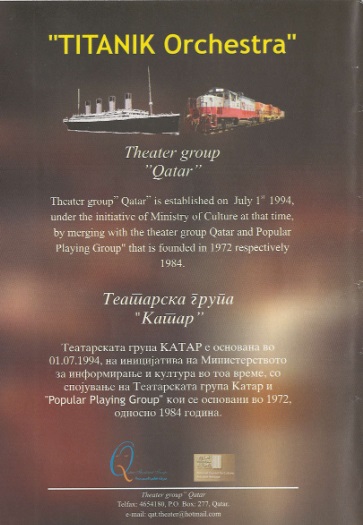 "TITANIK Orchestra"
Theater group
"Qatar"
Theater group" Qatar" is established on July 1st 1994,
under the initiative of Ministry of Culture at that time,
by merging with the theater group Qatar and Popular
Playing Group" that is founded in 1972 respectively
1984.
Театарска група
"Катар"
Театарската група КАТАР е основана во
01.07.1994, на иницијатива на Министерството
за информирање и култура во тоа време, со
спојување на Театарската група Катар и
"Popular Playing Group" кои се основани во 1972,
односно 1984 година.
Theater group" Qatar
Telfax: 4654180, P.O. Box: 277, Qatar.
e-mail: qat.theater@hotmail.com